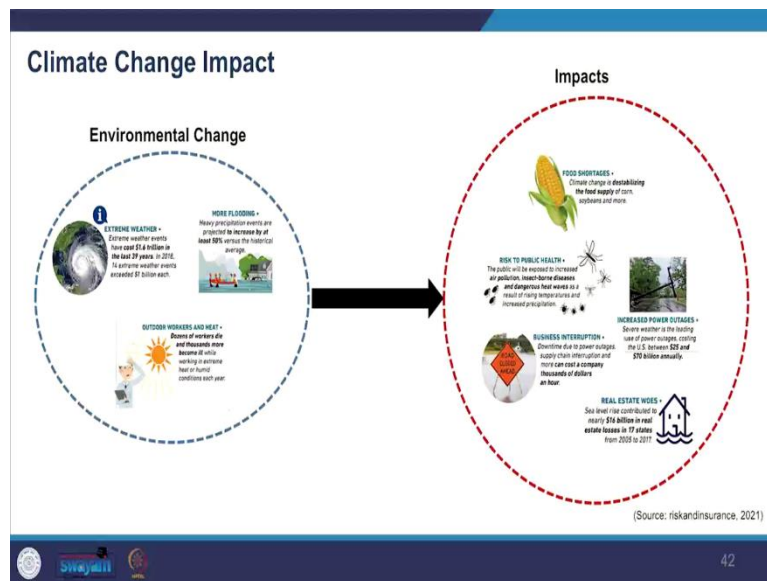 Climate Change Impact
Environmental Change
EXTREME WEATHER •
Extreme weather events
have cost $1.6 trillion in
the last 39 years. In 2018,
14 extreme weather events
exceeded $1 billion each.
MORE FLOODING •
Heavy precipitation events are
projected to increase by at
least 50% versus the historical
average.
OUTDOOR WORKERS AND HEAT •
Dozens of workers die
and thousands more
become ill while
working in extreme
heat or humid
conditions each year.
Impacts
FOOD SHORTAGES •
Climate change is destabilizing
the food supply of corn,
soybeans and more.
RISK TO PUBLIC HEALTH •
The public will be exposed to increased
air pollution, insect-borne diseases
and dangerous heat waves as a
result of rising temperatures and
increased precipitation.
INCREASED POWER OUTAGES •
Severe weather is the leading
cause of power outages, costing
the U.S. between $25 and
$70 billion annually.
BUSINESS INTERRUPTION •
Downtime due to power outages,
supply chain interruption and
more can cost a company
thousands of dollars
an hour.
ROAD
CLOSED
AHEAD
REAL ESTATE WOES •
Sea level rise contributed to
nearly $16 billion in real
estate losses in 17 states
from 2005 to 2017.
(Source: riskandinsurance, 2021)
swayam
42